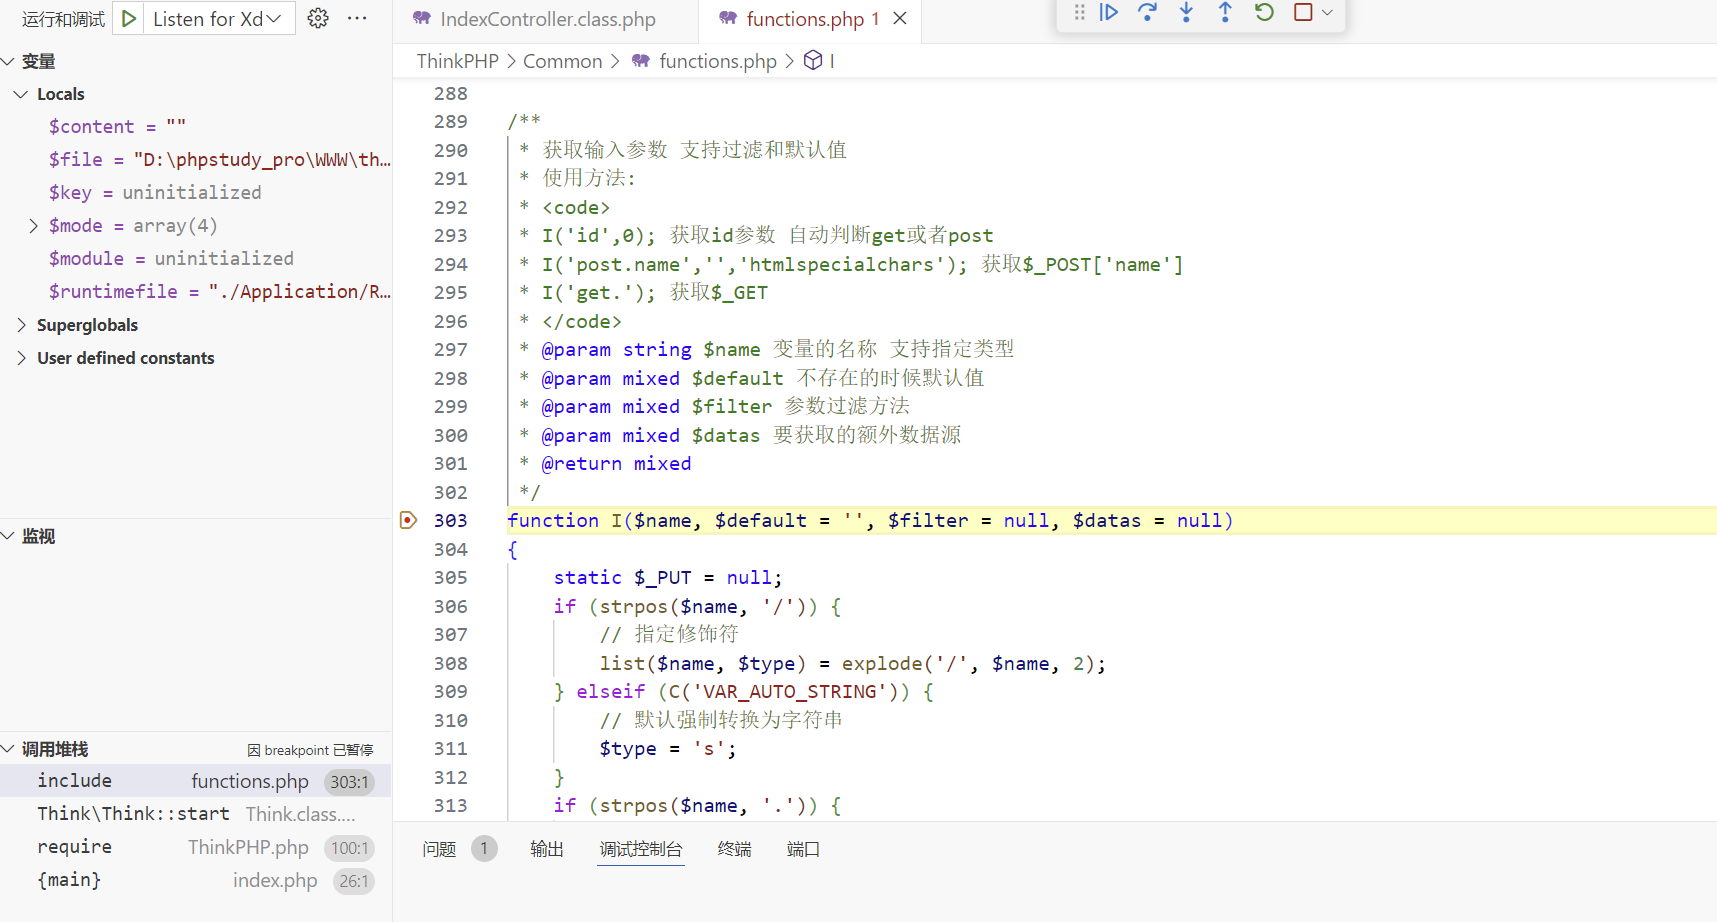 运行和调试 Listen for Xd ···
变量
Locals
$content = ""
$file = "D:\phpstudy_pro\WWW\th...
$key = uninitialized
$mode = array(4)
$module = uninitialized
$runtimefile = "./Application/R...
Superglobals
User defined constants
监视
调用堆栈 因 breakpoint 已暂停
include functions.php 303:1
Think\Think::start Think.class....
require ThinkPHP.php 100:1
{main} index.php 26:1
IndexController.class.php functions.php 1
ThinkPHP > Common > functions.php > I
288
289 /**
290 * 获取输入参数 支持过滤和默认值
291 * 使用方法:
292 * <code>
293 * I('id',0); 获取id参数 自动判断get或者post
294 * I('post.name','','htmlspecialchars'); 获取$_POST['name']
295 * I('get.'); 获取$_GET
296 * </code>
297 * @param string $name 变量的名称 支持指定类型
298 * @param mixed $default 不存在的时候默认值
299 * @param mixed $filter 参数过滤方法
300 * @param mixed $datas 要获取的额外数据源
301 * @return mixed
302 */
303 function I($name, $default = '', $filter = null, $datas = null)
304 {
305 static $_PUT = null;
306 if (strpos($name, '/')) {
307 // 指定修饰符
308 list($name, $type) = explode('/', $name, 2);
309 } elseif (C('VAR_AUTO_STRING')) {
310 // 默认强制转换为字符串
311 $type = 's';
312 }
313 if (strpos($name, '.')) {
问题 1 输出 调试控制台 终端 端口